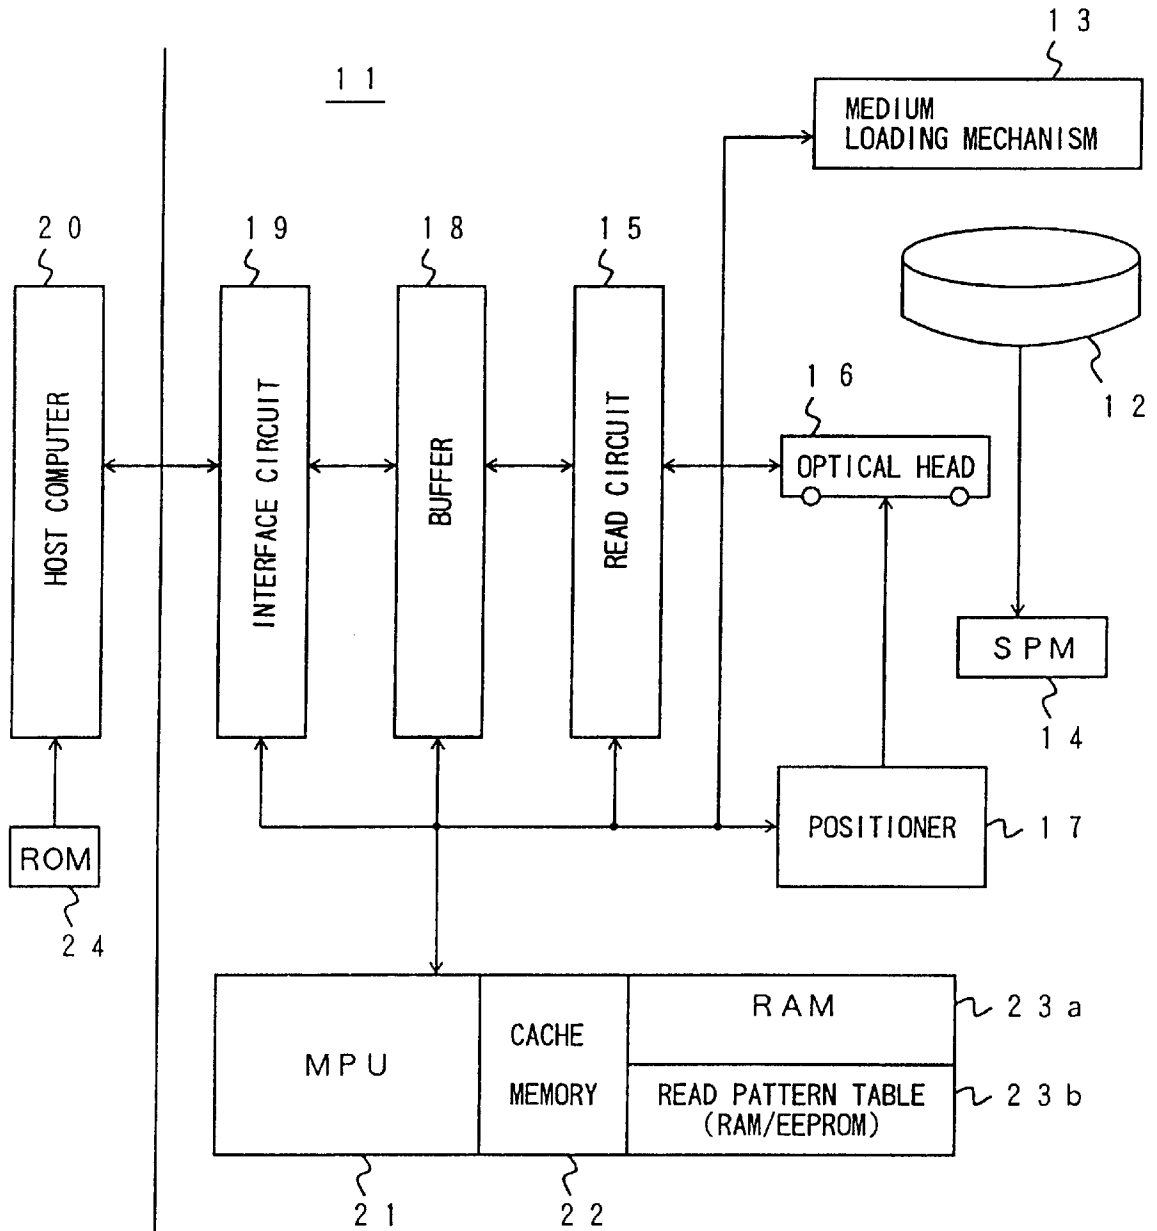 13
11
MEDIUM
LOADING MECHANISM
20
19
18
15
12
16
HOST COMPUTER
INTERFACE CIRCUIT
BUFFER
READ CIRCUIT
OPTICAL HEAD
SPM
14
ROM
24
POSITIONER
17
MPU
CACHE
MEMORY
RAM
23a
READ PATTERN TABLE
(RAM/EEPROM)
23b
21
22